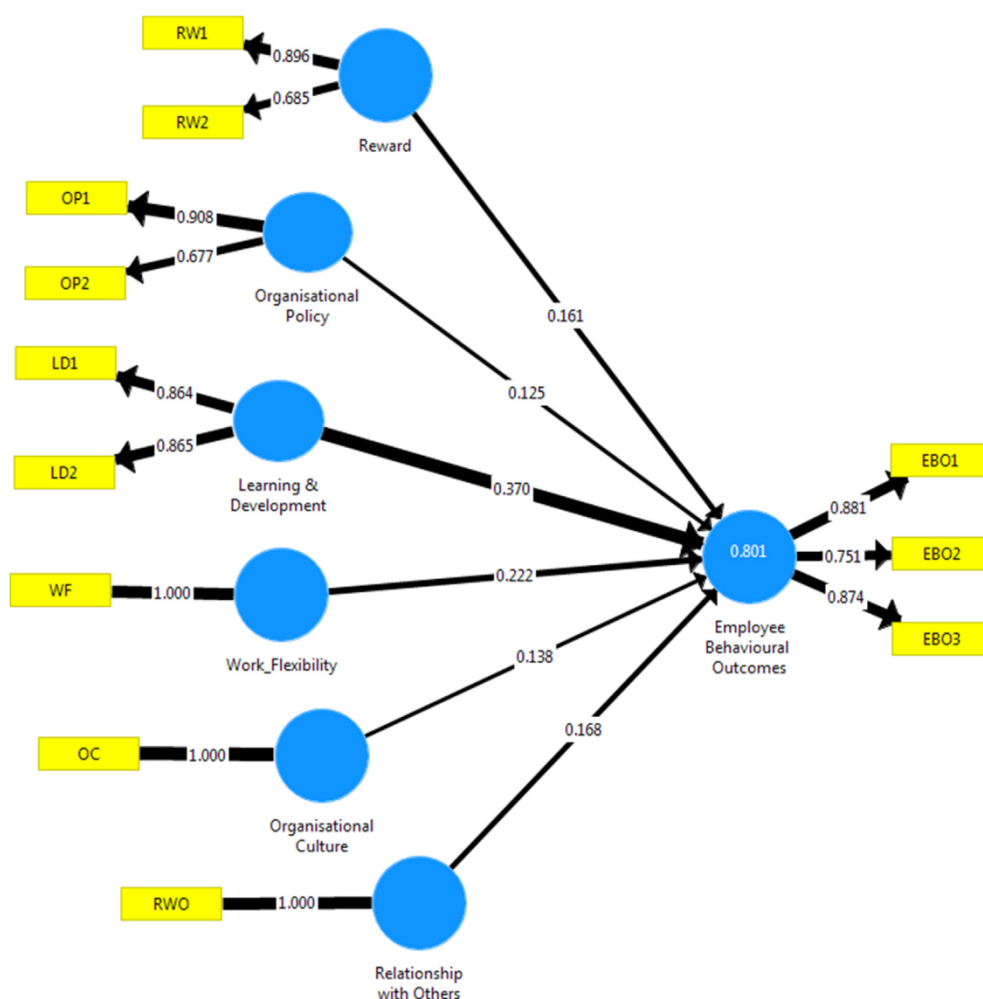 RW1
0.896
0.685
RW2
Reward
OP1
0.908
0.677
OP2
Organisational
Policy
0.161
LD1
0.864
0.865
LD2
Learning &
Development
0.125
0.370
WF
1.000
Work_Flexibility
0.222
0.801
Employee
Behavioural
Outcomes
EBO1
0.881
EBO2
0.751
0.874
EBO3
OC
1.000
Organisational
Culture
0.138
RWO
1.000
Relationship
with Others
0.168